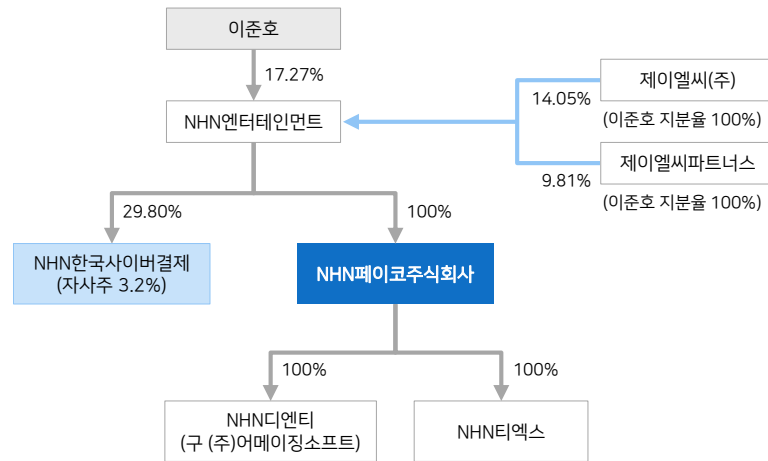 이준호
17.27%
NHN엔터테인먼트
제이엘씨(주)
14.05%
(이준호 지분율 100%)
제이엘씨파트너스
9.81%
(이준호 지분율 100%)
29.80%
100%
NHN한국사이버결제
(자사주 3.2%)
NHN페이코주식회사
100%
100%
NHN디엔티
(구 (주)어메이징소프트)
NHN티엑스